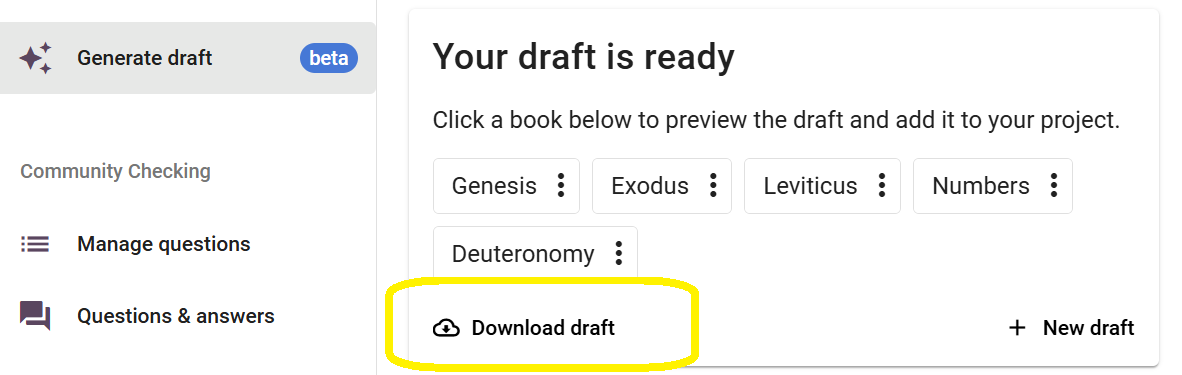 Generate draft beta
Community Checking
Manage questions
Questions & answers
Your draft is ready
Click a book below to preview the draft and add it to your project.
Genesis Exodus Leviticus Numbers
Deuteronomy
Download draft + New draft